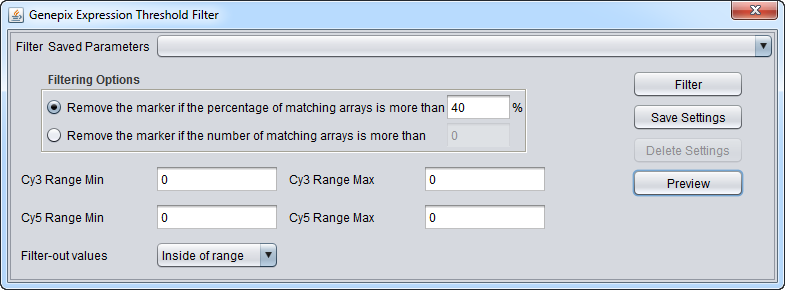 Genepix Expression Threshold Filter
Filter Saved Parameters
Filtering Options
Remove the marker if the percentage of matching arrays is more than 40 %
Remove the marker if the number of matching arrays is more than 0
Filter
Save Settings
Delete Settings
Preview
Cy3 Range Min 0 Cy3 Range Max 0
Cy5 Range Min 0 Cy5 Range Max 0
Filter-out values Inside of range